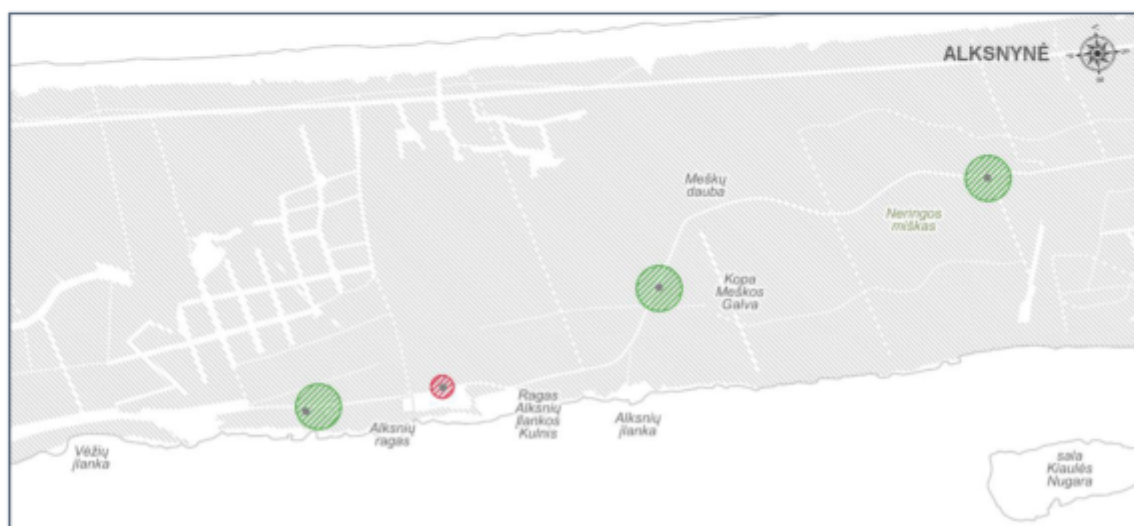 ALKSNYNĖ
Meškų
dauba
Neringos
miškas
Kopa
Meškos
Galva
Ragas
Alksnių
Įlankos
Kulnis
Alksnių
įlanka
Alksnių
ragas
Vėžių
įlanka
sala
Kiaulės
Nugara